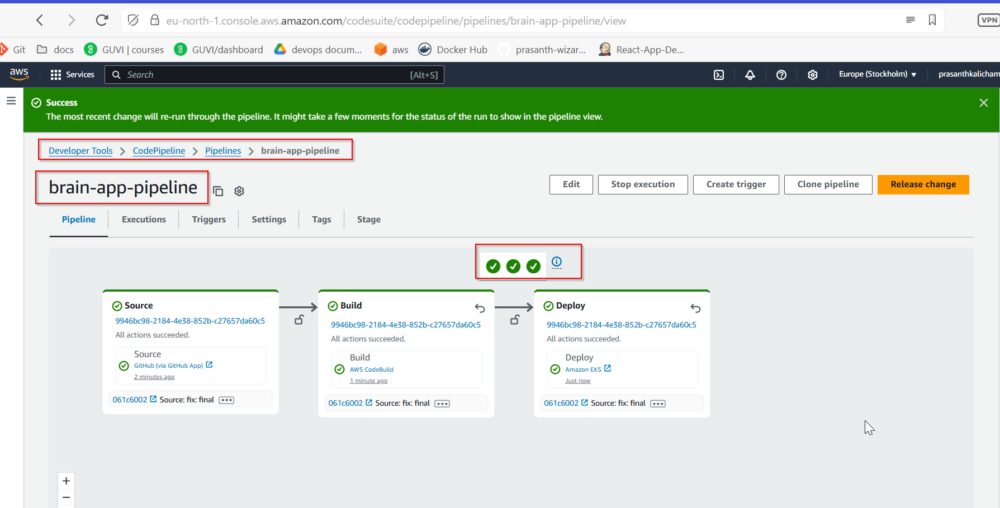 eu-north-1.console.aws.amazon.com/codesuite/codepipeline/pipelines/brain-app-pipeline/view
VPN
Git docs GUVI | courses GUVI/dashboard devops docum... aws Docker Hub prasanth-wizar... React-App-De...
aws Services Search [Alt+S] Europe (Stockholm) prasanthkalicham
Success
The most recent change will re-run through the pipeline. It might take a few moments for the status of the run to show in the pipeline view.
Developer Tools CodePipeline Pipelines brain-app-pipeline
brain-app-pipeline
Edit Stop execution Create trigger Clone pipeline Release change
Pipeline Executions Triggers Settings Tags Stage
Source
9946bc98-2184-4e38-852b-c27657da60c5
All actions succeeded.
Source
GitHub (via GitHub App)
2 minutes ago
061c6002 Source: fix: final
Build
9946bc98-2184-4e38-852b-c27657da60c5
All actions succeeded.
Build
AWS CodeBuild
1 minute ago
061c6002 Source: fix: final
Deploy
9946bc98-2184-4e38-852b-c27657da60c5
All actions succeeded.
Deploy
Amazon EKS
Just now
061c6002 Source: fix: final